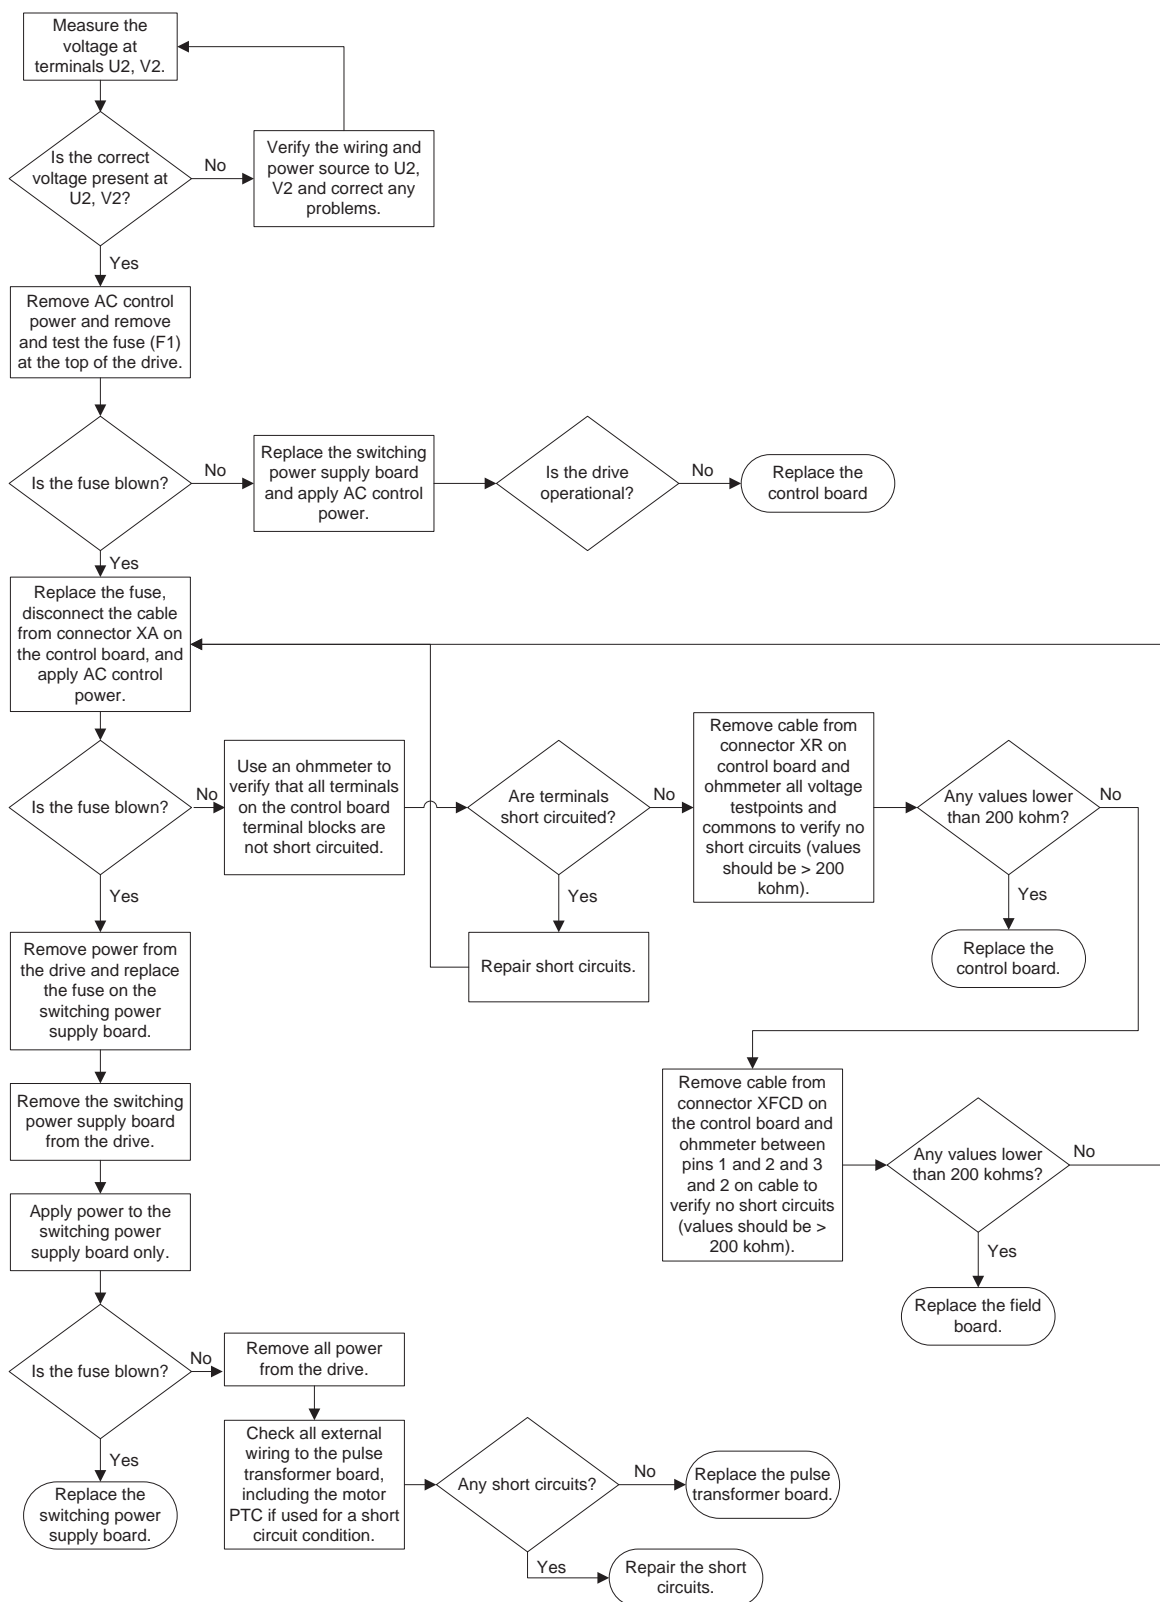 Measure the
voltage at
terminals U2, V2.
Is the correct
voltage present at
U2, V2?
No
Verify the wiring and
power source to U2,
V2 and correct any
problems.
Yes
Remove AC control
power and remove
and test the fuse (F1)
at the top of the drive.
Is the fuse blown?
No
Replace the switching
power supply board
and apply AC control
power.
Is the drive
operational?
No
Replace the
control board
Yes
Replace the fuse,
disconnect the cable
from connector XA on
the control board, and
apply AC control
power.
Is the fuse blown?
No
Use an ohmmeter to
verify that all terminals
on the control board
terminal blocks are
not short circuited.
Are terminals
short circuited?
No
Remove cable from
connector XR on
control board and
ohmmeter all voltage
testpoints and
commons to verify no
short circuits (values
should be > 200
kohm).
Any values lower
than 200 kohm?
No
Yes
Yes
Repair short circuits.
Yes
Replace the
control board.
Remove power from
the drive and replace
the fuse on the
switching power
supply board.
Remove the switching
power supply board
from the drive.
Remove cable from
connector XFCD on
the control board and
ohmmeter between
pins 1 and 2 and 3
and 2 on cable to
verify no short circuits
(values should be >
200 kohm).
Any values lower
than 200 kohms?
No
Yes
Replace the field
board.
Apply power to the
switching power
supply board only.
Is the fuse blown?
No
Remove all power
from the drive.
Yes
Replace the
switching power
supply board.
Check all external
wiring to the pulse
transformer board,
including the motor
PTC if used for a short
circuit condition.
Any short circuits?
No
Replace the pulse
transformer board.
Yes
Repair the short
circuits.